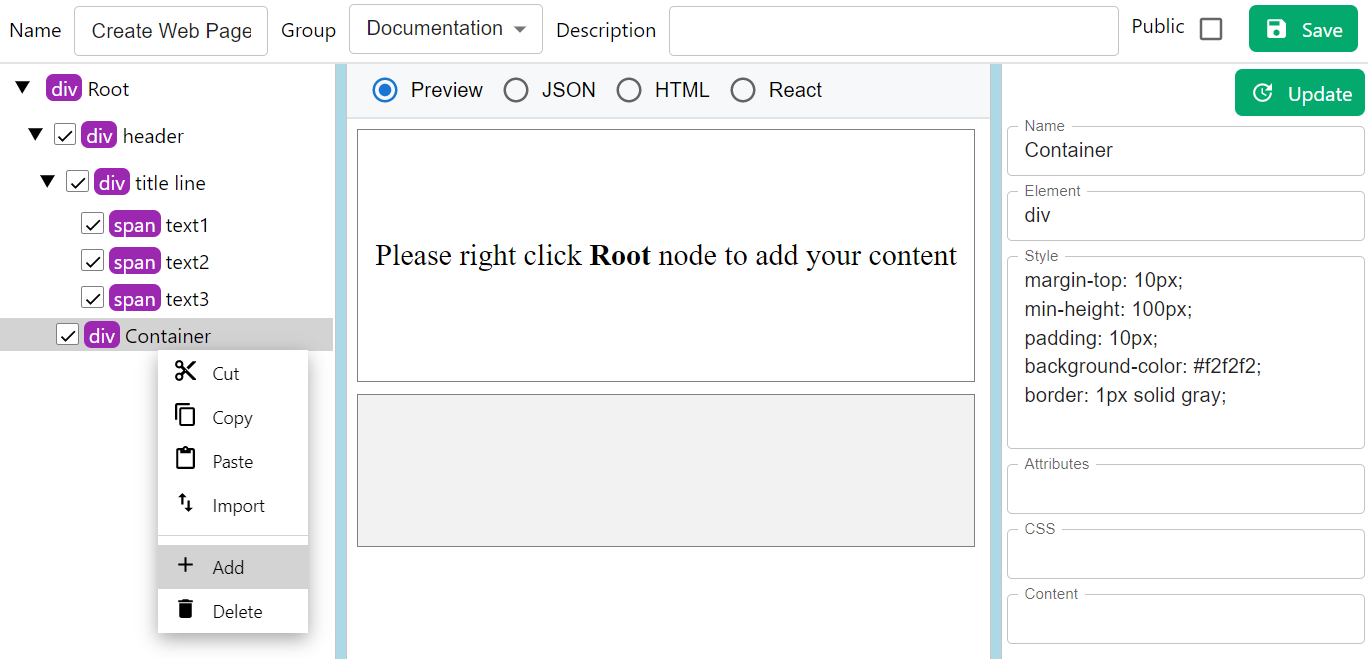 Name Create Web Page Group Documentation Description Public Save
div Root
div header
div title line
span text1
span text2
span text3
div Container
Cut
Copy
Paste
Import
Add
Delete
Preview JSON HTML React
Please right click Root node to add your content
Update
Name
Container
Element
div
Style
margin-top: 10px;
min-height: 100px;
padding: 10px;
background-color: #f2f2f2;
border: 1px solid gray;
Attributes
CSS
Content